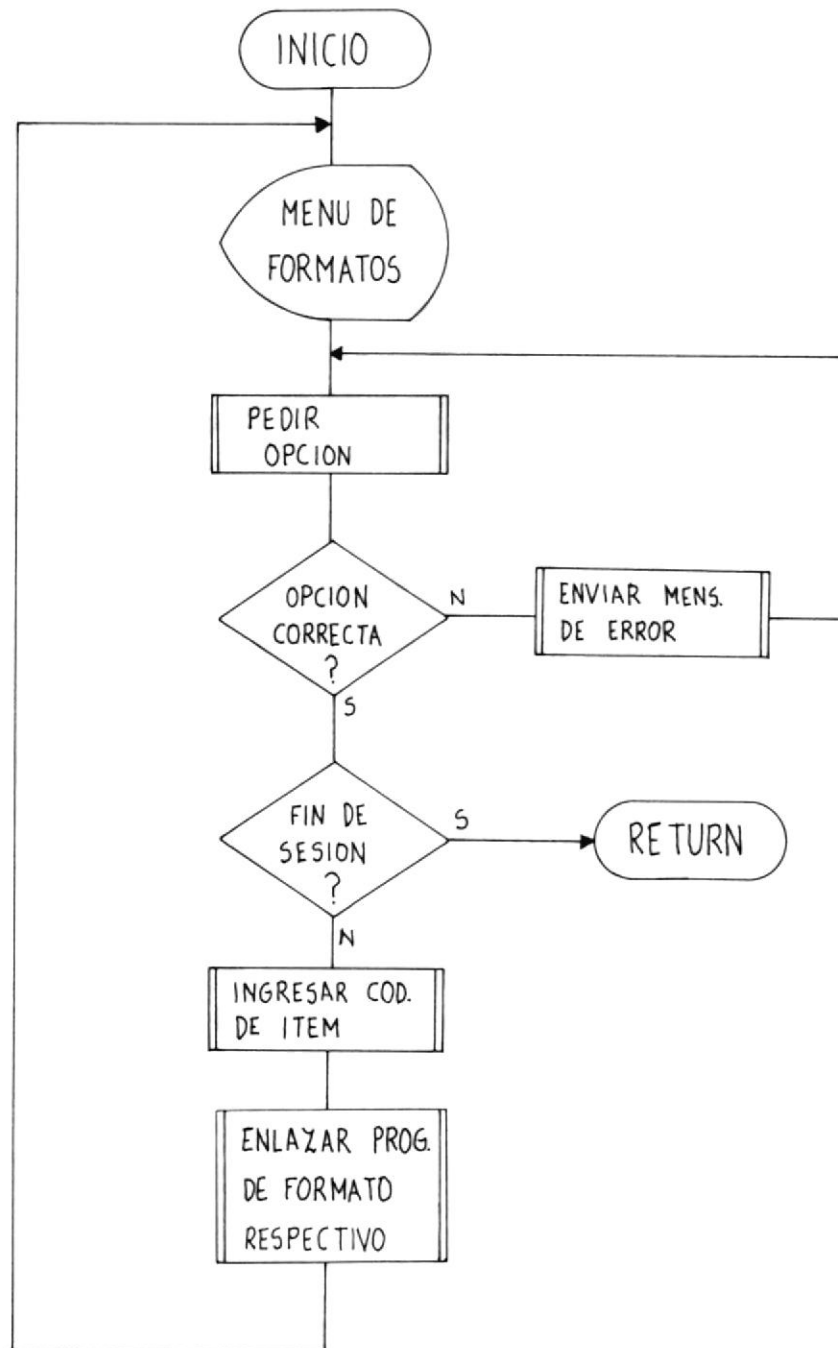 INICIO
MENU DE
FORMATOS
PEDIR
OPCION
OPCION
CORRECTA
?
N
ENVIAR MENS.
DE ERROR
S
FIN DE
SESION
?
S
RETURN
N
INGRESAR COD.
DE ITEM
ENLAZAR PROG.
DE FORMATO
RESPECTIVO